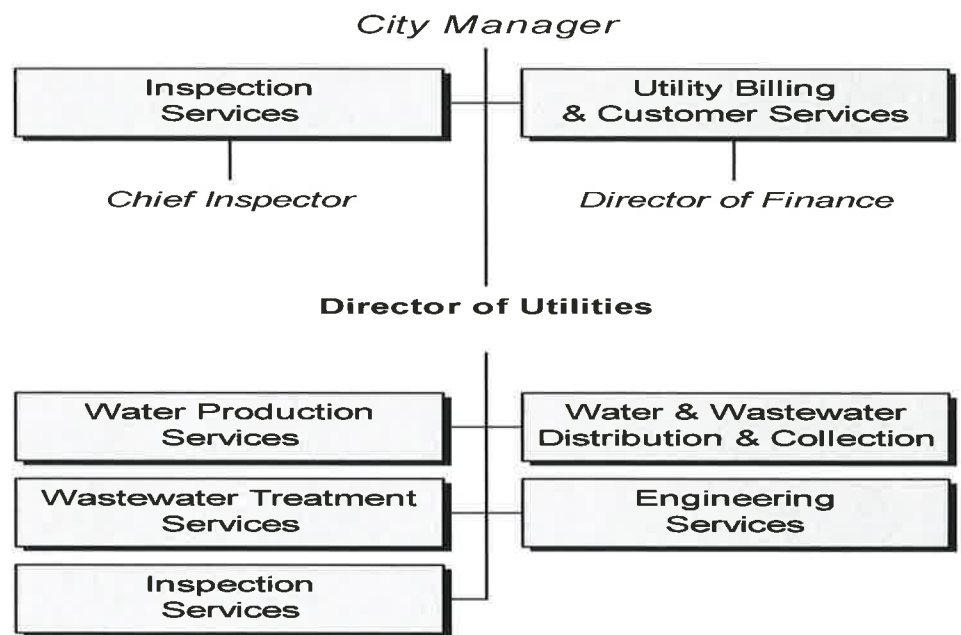 City Manager
Inspection
Services
Utility Billing
& Customer Services
Chief Inspector
Director of Finance
Director of Utilities
Water Production
Services
Water & Wastewater
Distribution & Collection
Wastewater Treatment
Services
Engineering
Services
Inspection
Services